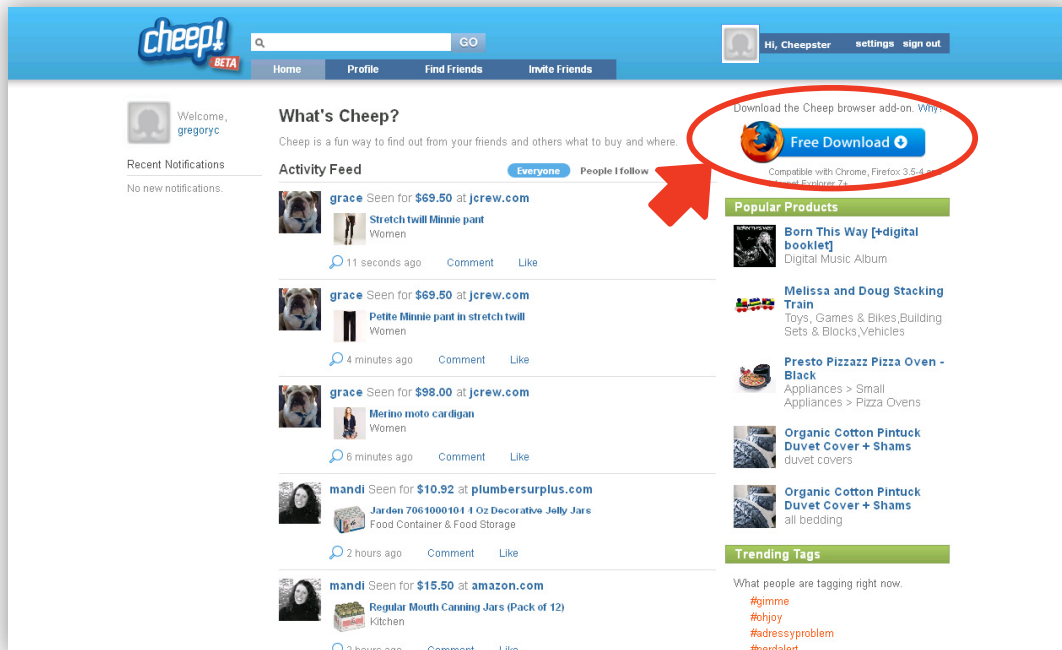 cheep!
BETA
GO
Hi, Cheepster settings sign out
Home Profile Find Friends Invite Friends
Welcome,
gregoryc
Recent Notifications
No new notifications.
What's Cheep?
Cheep is a fun way to find out from your friends and others what to buy and where.
Activity Feed Everyone People I follow
grace Seen for $69.50 at jcrew.com
Stretch twill Minnie pant
Women
11 seconds ago Comment Like
grace Seen for $69.50 at jcrew.com
Petite Minnie pant in stretch twill
Women
4 minutes ago Comment Like
grace Seen for $98.00 at jcrew.com
Merino moto cardigan
Women
6 minutes ago Comment Like
mandi Seen for $10.92 at plumbersurplus.com
Jarden 7061000104 4 Oz Decorative Jelly Jars
Food Container & Food Storage
2 hours ago Comment Like
mandi Seen for $15.50 at amazon.com
Regular Mouth Canning Jars (Pack of 12)
Kitchen
2 hours ago Comment Like
Download the Cheep browser add-on. Why?
Free Download
Compatible with Chrome, Firefox 3.5-4 and
Explorer 7+
Popular Products
Born This Way [+digital
booklet]
Digital Music Album
Melissa and Doug Stacking
Train
Toys, Games & Bikes,Building
Sets & Blocks,Vehicles
Presto Pizzazz Pizza Oven -
Black
Appliances > Small
Appliances > Pizza Ovens
Organic Cotton Pintuck
Duvet Cover + Shams
duvet covers
Organic Cotton Pintuck
Duvet Cover + Shams
all bedding
Trending Tags
What people are tagging right now.
#gimme
#ohjoy
#adressyproblem
#nerdalert